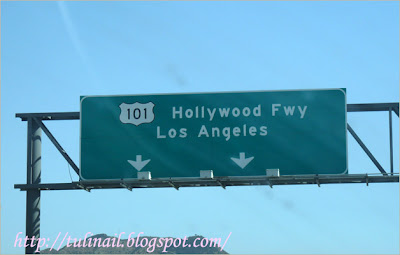 101 Hollywood Fwy
Los Angeles
http://tulinail.blogspot.com/